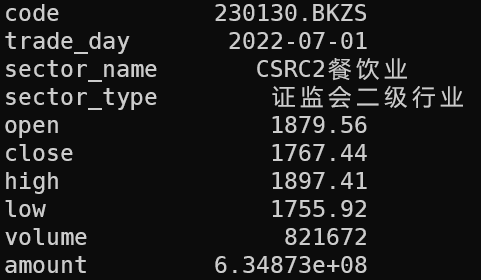 code 230130.BKZS
trade_day 2022-07-01
sector_name CSRC2餐饮业
sector_type 证监会二级行业
open 1879.56
close 1767.44
high 1897.41
low 1755.92
volume 821672
amount 6.34873e+08